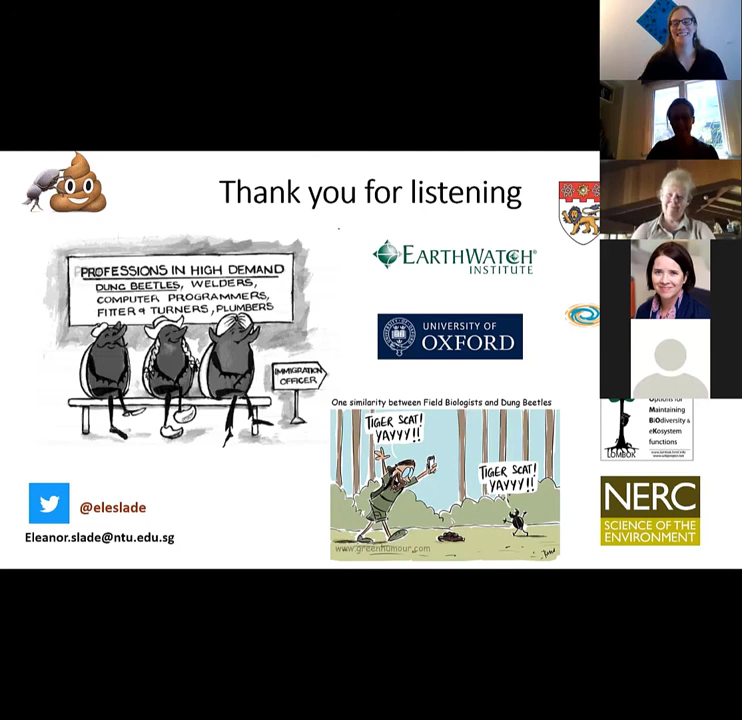 Thank you for listening
PROFESSIONS IN HIGH DEMAND
DUNG BEETLES, WELDERS,
COMPUTER PROGRAMMERS,
FITTER & TURNERS, PLUMBERS
IMMIGRATION
OFFICER
EARTHWATCH®
INSTITUTE
UNIVERSITY OF
OXFORD
One similarity between Field Biologists and Dung Beetles
TIGER SCAT!
YAYYY!!
TIGER SCAT!
YAYYY!!
www.greenhumour.com
Options for
Maintaining
BiOdiversity &
eKosystem
functions
LOMBOK
NERC
SCIENCE OF THE
ENVIRONMENT
@eleslade
Eleanor.slade@ntu.edu.sg